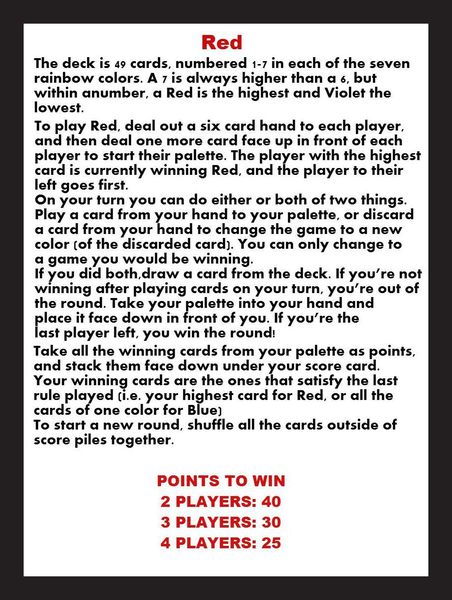 Red
The deck is 49 cards, numbered 1-7 in each of the seven
rainbow colors. A 7 is always higher than a 6, but
within anumber, a Red is the highest and Violet the
lowest.
To play Red, deal out a six card hand to each player,
and then deal one more card face up in front of each
player to start their palette. The player with the highest
card is currently winning Red, and the player to their
left goes first.
On your turn you can do either or both of two things.
Play a card from your hand to your palette, or discard
a card from your hand to change the game to a new
color (of the discarded card). You can only change to
a game you would be winning.
If you did both,draw a card from the deck. If you're not
winning after playing cards on your turn, you're out of
the round. Take your palette into your hand and
place it face down in front of you. If you're the
last player left, you win the round!
Take all the winning cards from your palette as points,
and stack them face down under your score card.
Your winning cards are the ones that satisfy the last
rule played (i.e. your highest card for Red, or all the
cards of one color for Blue)
To start a new round, shuffle all the cards outside of
score piles together.
POINTS TO WIN
2 PLAYERS: 40
3 PLAYERS: 30
4 PLAYERS: 25